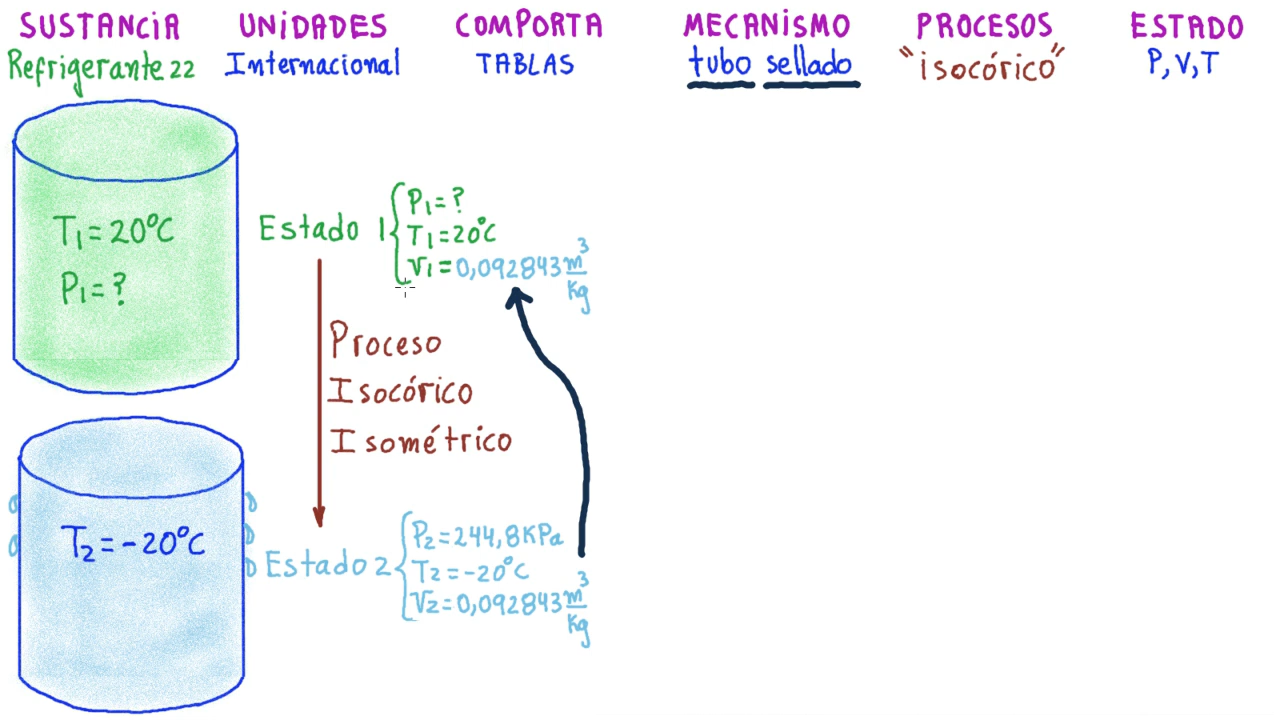 SUSTANCIA UNIDADES COMPORTA MECANISMO PROCESOS ESTADO
Refrigerante 22 Internacional TABLAS tubo sellado "isocórico" P, V, T
T1 = 20°C
P1 = ?
Estado 1
P1 = ?
T1 = 20°C
V1 = 0,092843 m³/Kg
Proceso
Isocórico
Isométrico
T2 = -20°C
Estado 2
P2 = 244,8 KPa
T2 = -20°C
V2 = 0,092843 m³/Kg